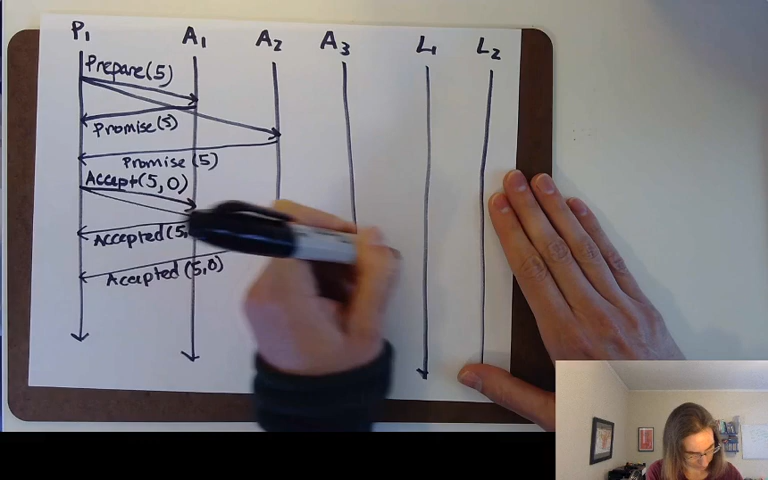 P₁ A₁ A₂ A₃ L₁ L₂
Prepare(5)
Promise(5)
Promise (5)
Accept(5,0)
Accepted(5,
Accepted(5,0)